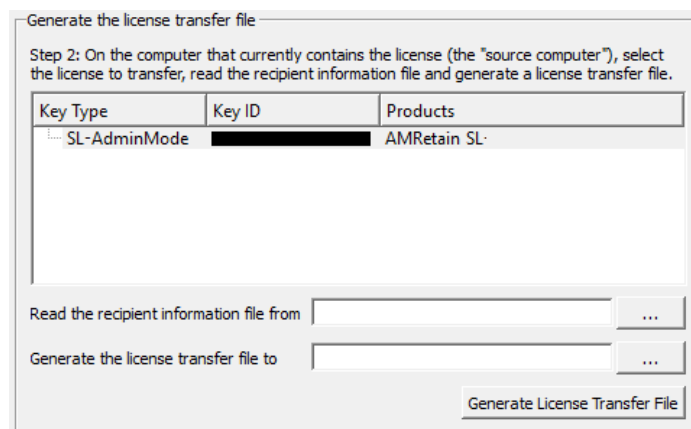 Generate the license transfer file
Step 2: On the computer that currently contains the license (the "source computer"), select
the license to transfer, read the recipient information file and generate a license transfer file.
Key Type Key ID Products
SL-AdminMode AMRetain SL·
Read the recipient information file from ...
Generate the license transfer file to ...
Generate License Transfer File